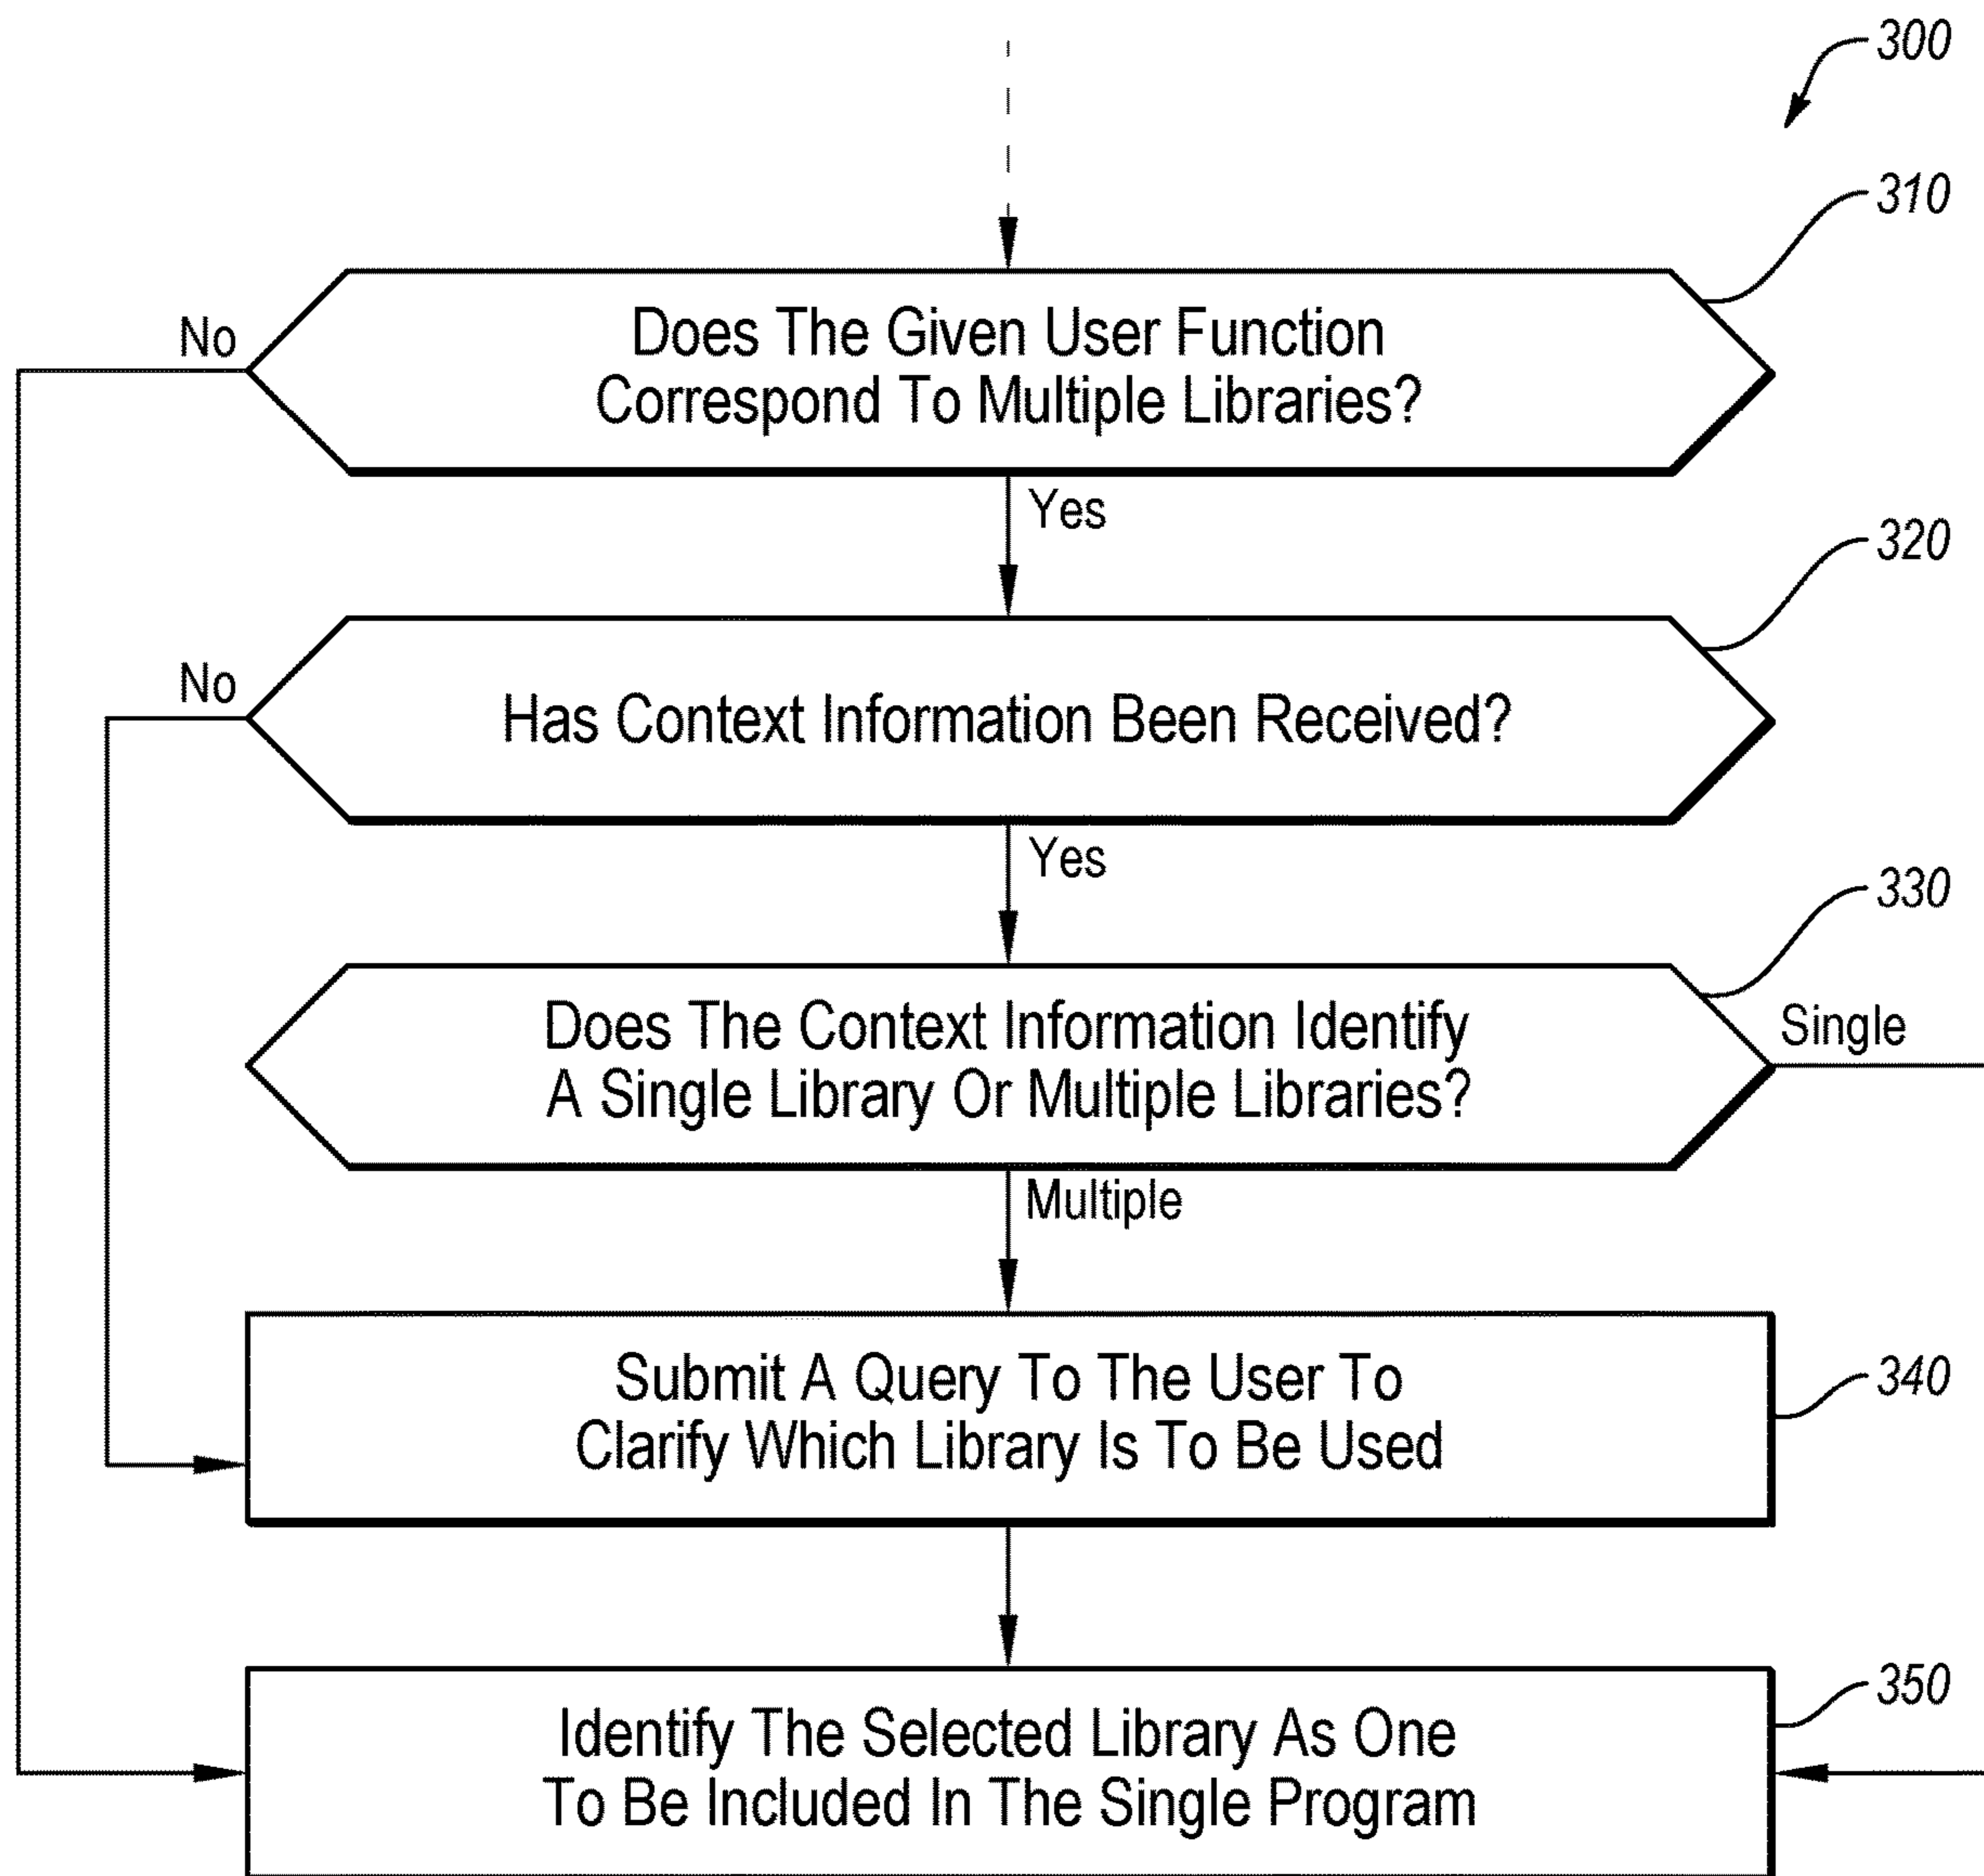 300
310
No
Does The Given User Function
Correspond To Multiple Libraries?
Yes
320
No
Has Context Information Been Received?
Yes
330
Does The Context Information Identify
A Single Library Or Multiple Libraries?
Single
Multiple
Submit A Query To The User To
Clarify Which Library Is To Be Used
340
350
Identify The Selected Library As One
To Be Included In The Single Program